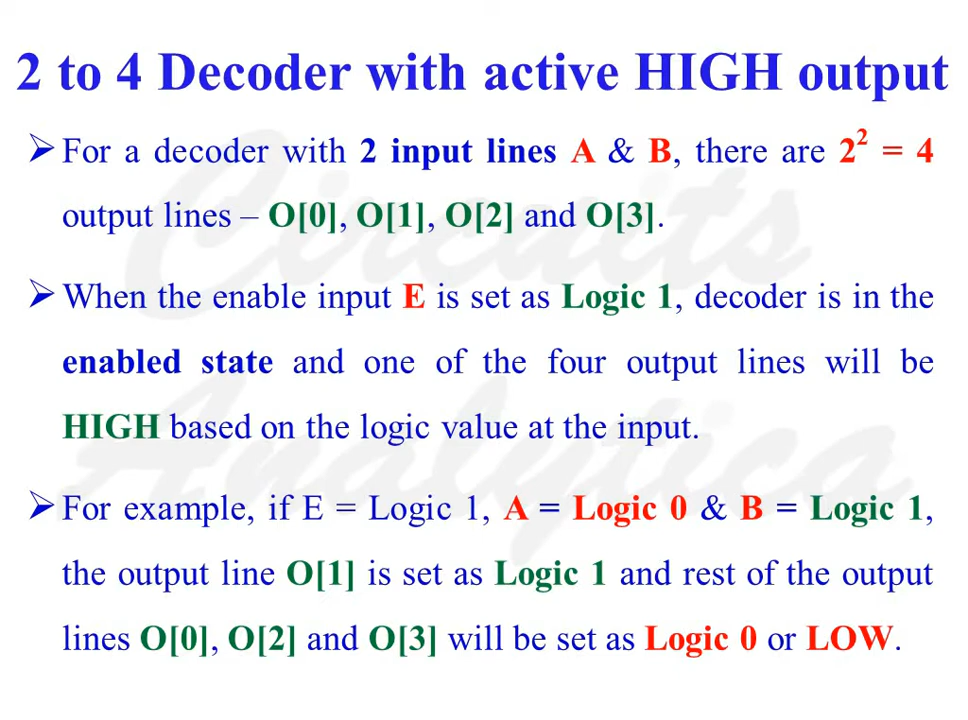 2 to 4 Decoder with active HIGH output
➢ For a decoder with 2 input lines A & B, there are 2² = 4
output lines – O[0], O[1], O[2] and O[3].
➢ When the enable input E is set as Logic 1, decoder is in the
enabled state and one of the four output lines will be
HIGH based on the logic value at the input.
➢ For example, if E = Logic 1, A = Logic 0 & B = Logic 1,
the output line O[1] is set as Logic 1 and rest of the output
lines O[0], O[2] and O[3] will be set as Logic 0 or LOW.
Circuits
Analytica